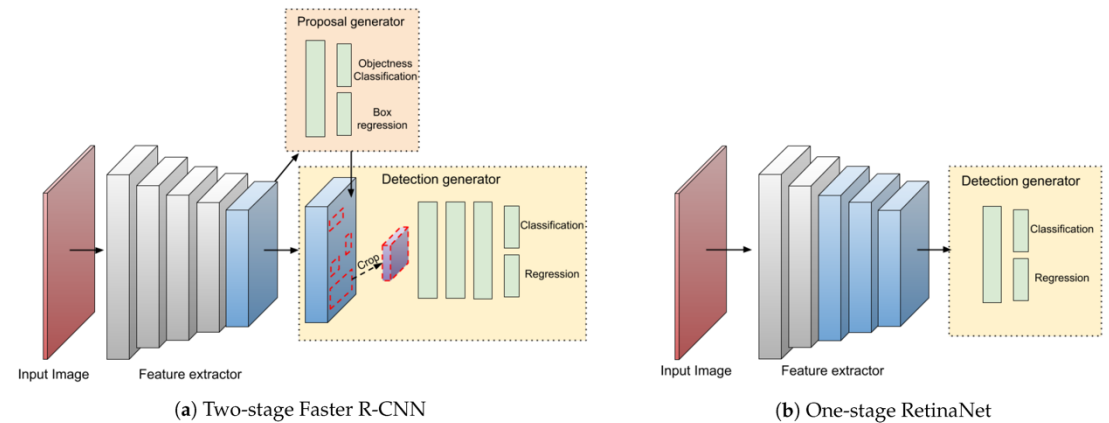 Proposal generator
Objectness
Classification
Box
regression
Detection generator
Classification
Crop
Regression
Input Image
Feature extractor
(a) Two-stage Faster R-CNN
Detection generator
Classification
Regression
Input Image
Feature extractor
(b) One-stage RetinaNet